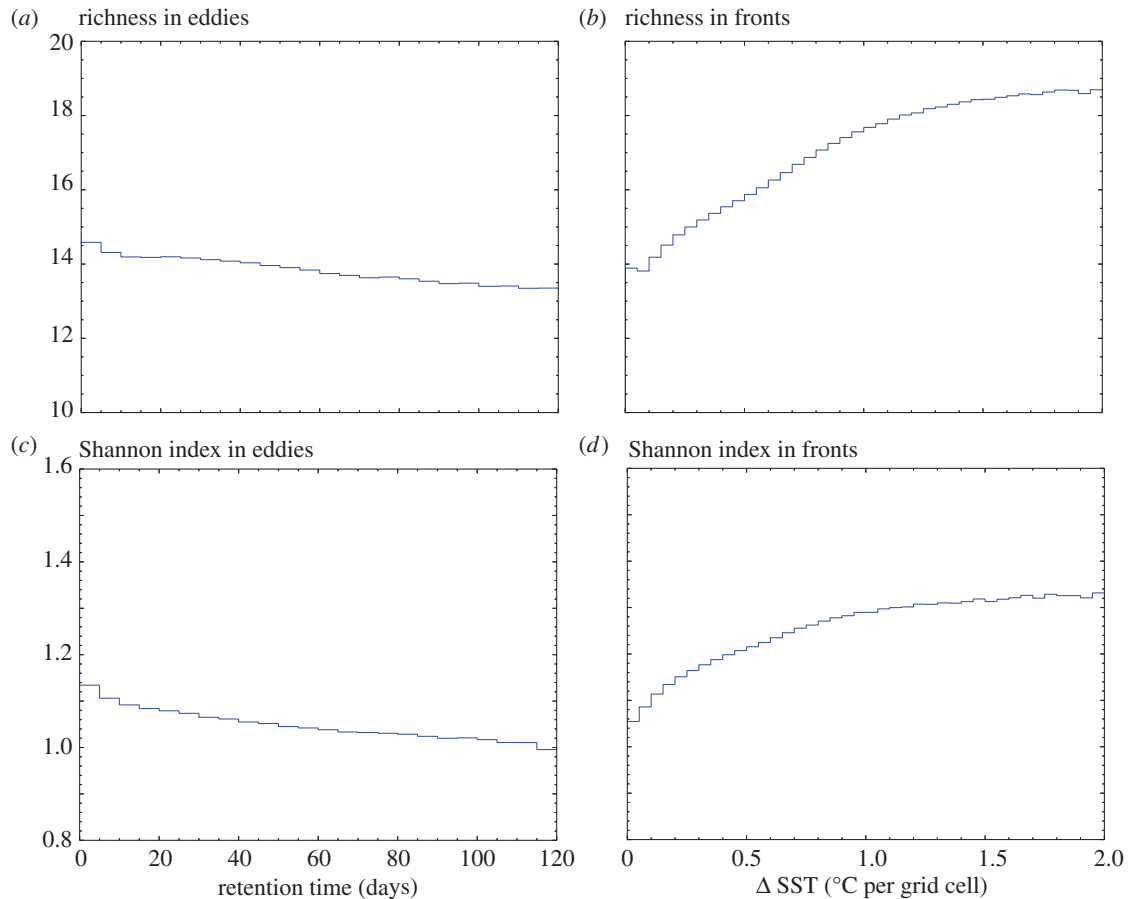 (a) richness in eddies
(b) richness in fronts
20
18
16
14
12
10
(c) Shannon index in eddies
(d) Shannon index in fronts
1.6
1.4
1.2
1.0
0.8
0 20 40 60 80 100 120
0 0.5 1.0 1.5 2.0
retention time (days)
Δ SST (°C per grid cell)